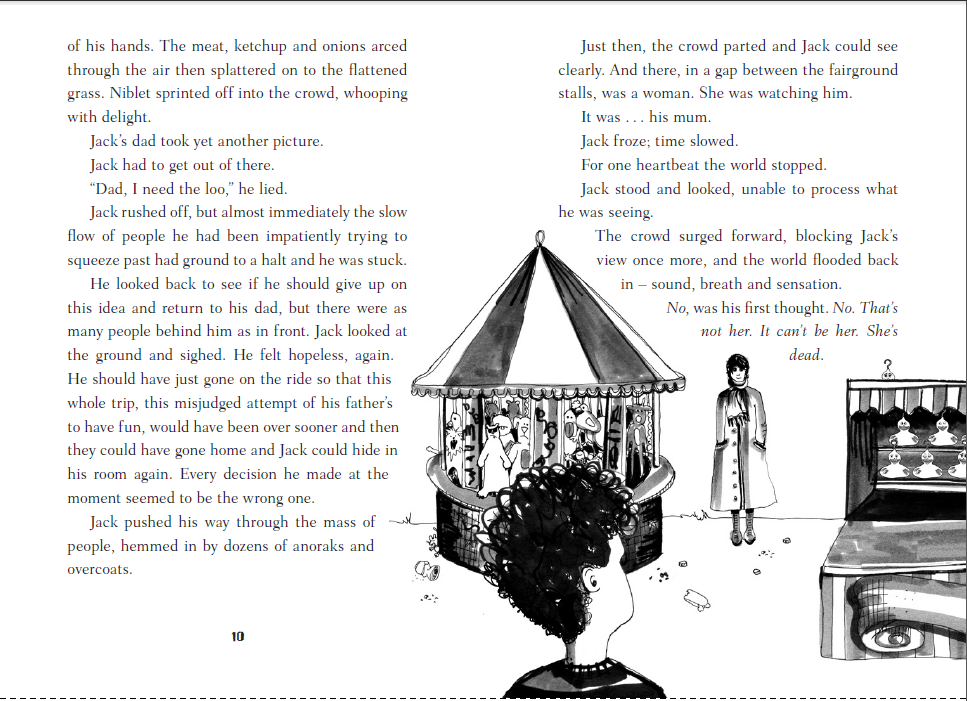 of his hands. The meat, ketchup and onions arced
through the air then splattered on to the flattened
grass. Niblet sprinted off into the crowd, whooping
with delight.
Jack’s dad took yet another picture.
Jack had to get out of there.
“Dad, I need the loo,” he lied.
Jack rushed off, but almost immediately the slow
flow of people he had been impatiently trying to
squeeze past had ground to a halt and he was stuck.
He looked back to see if he should give up on
this idea and return to his dad, but there were as
many people behind him as in front. Jack looked at
the ground and sighed. He felt hopeless, again.
He should have just gone on the ride so that this
whole trip, this misjudged attempt of his father’s
to have fun, would have been over sooner and then
they could have gone home and Jack could hide in
his room again. Every decision he made at the
moment seemed to be the wrong one.
Jack pushed his way through the mass of
people, hemmed in by dozens of anoraks and
overcoats.
10
Just then, the crowd parted and Jack could see
clearly. And there, in a gap between the fairground
stalls, was a woman. She was watching him.
It was . . . his mum.
Jack froze; time slowed.
For one heartbeat the world stopped.
Jack stood and looked, unable to process what
he was seeing.
The crowd surged forward, blocking Jack’s
view once more, and the world flooded back
in – sound, breath and sensation.
No, was his first thought. No. That’s
not her. It can’t be her. She’s
dead.